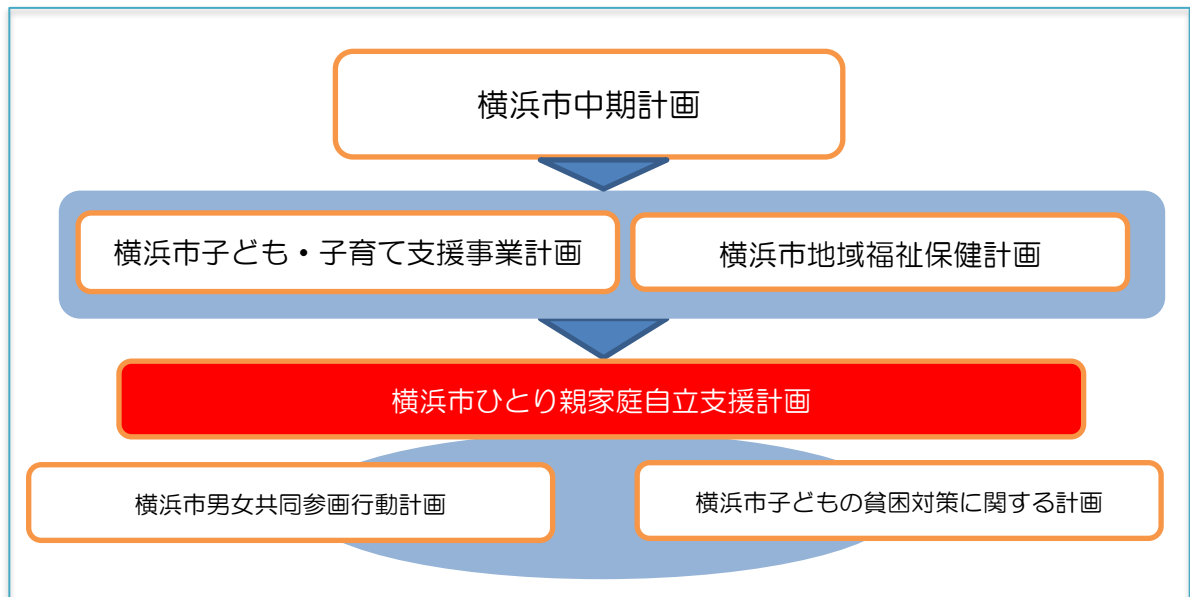 横浜市中期計画
横浜市子ども・子育て支援事業計画
横浜市地域福祉保健計画
横浜市ひとり親家庭自立支援計画
横浜市男女共同参画行動計画
横浜市子どもの貧困対策に関する計画